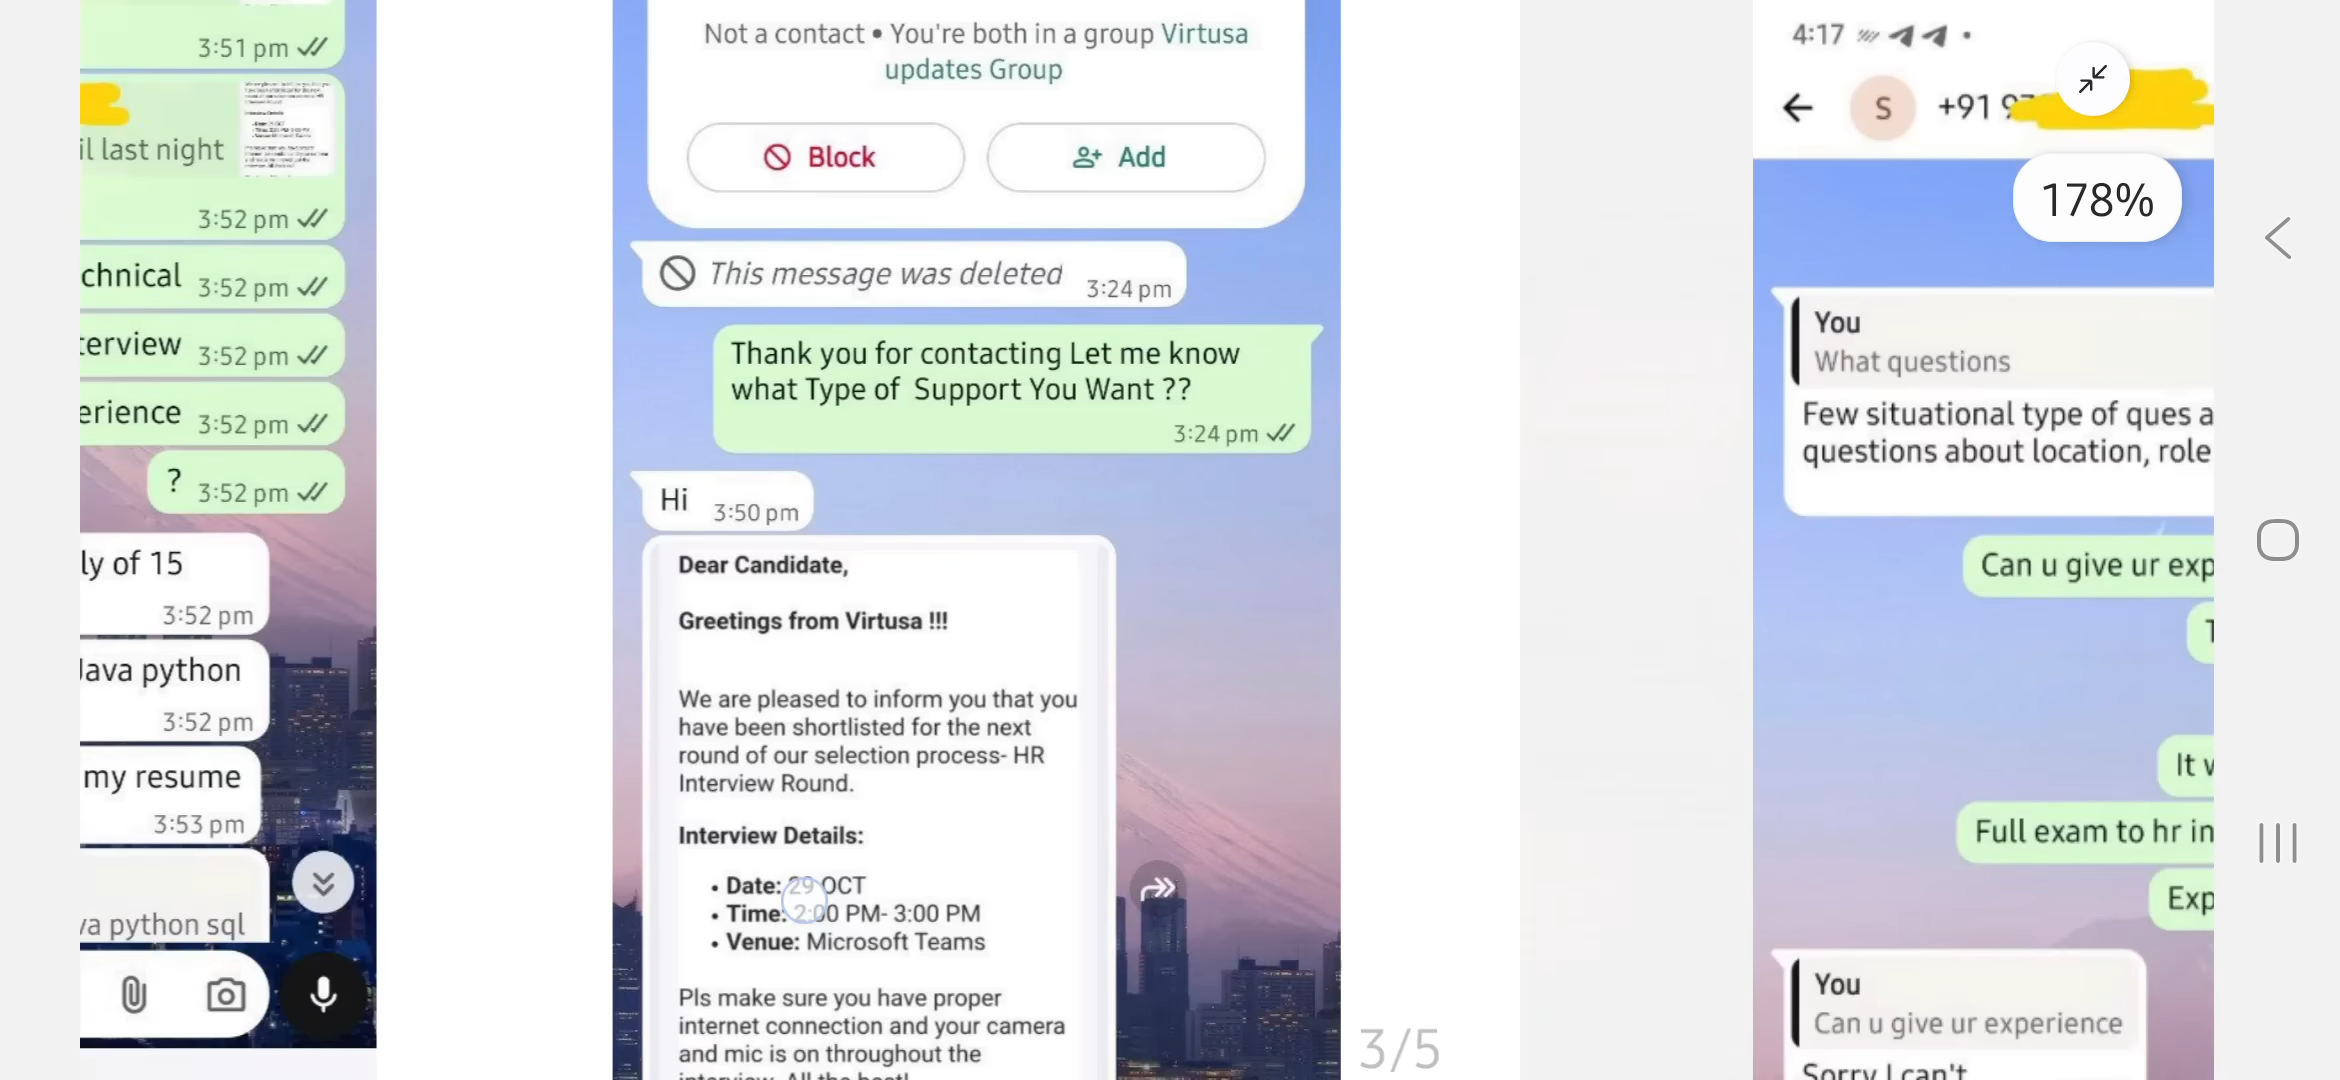 3:51 pm
il last night
3:52 pm
chnical 3:52 pm
terview 3:52 pm
erience 3:52 pm
? 3:52 pm
ly of 15
3:52 pm
Java python
3:52 pm
my resume
3:53 pm
va python sql
Not a contact • You're both in a group Virtusa
updates Group
Block
Add
This message was deleted 3:24 pm
Thank you for contacting Let me know
what Type of Support You Want ??
3:24 pm
Hi 3:50 pm
Dear Candidate,
Greetings from Virtusa !!!
We are pleased to inform you that you
have been shortlisted for the next
round of our selection process- HR
Interview Round.
Interview Details:
• Date: 29 OCT
• Time: 2:00 PM- 3:00 PM
• Venue: Microsoft Teams
Pls make sure you have proper
internet connection and your camera
and mic is on throughout the
interview. All the best!
3/5
4:17
S
+91 97
178%
You
What questions
Few situational type of ques a
questions about location, role
Can u give ur exp
T
It v
Full exam to hr in
Exp
You
Can u give ur experience
Sorry I can't